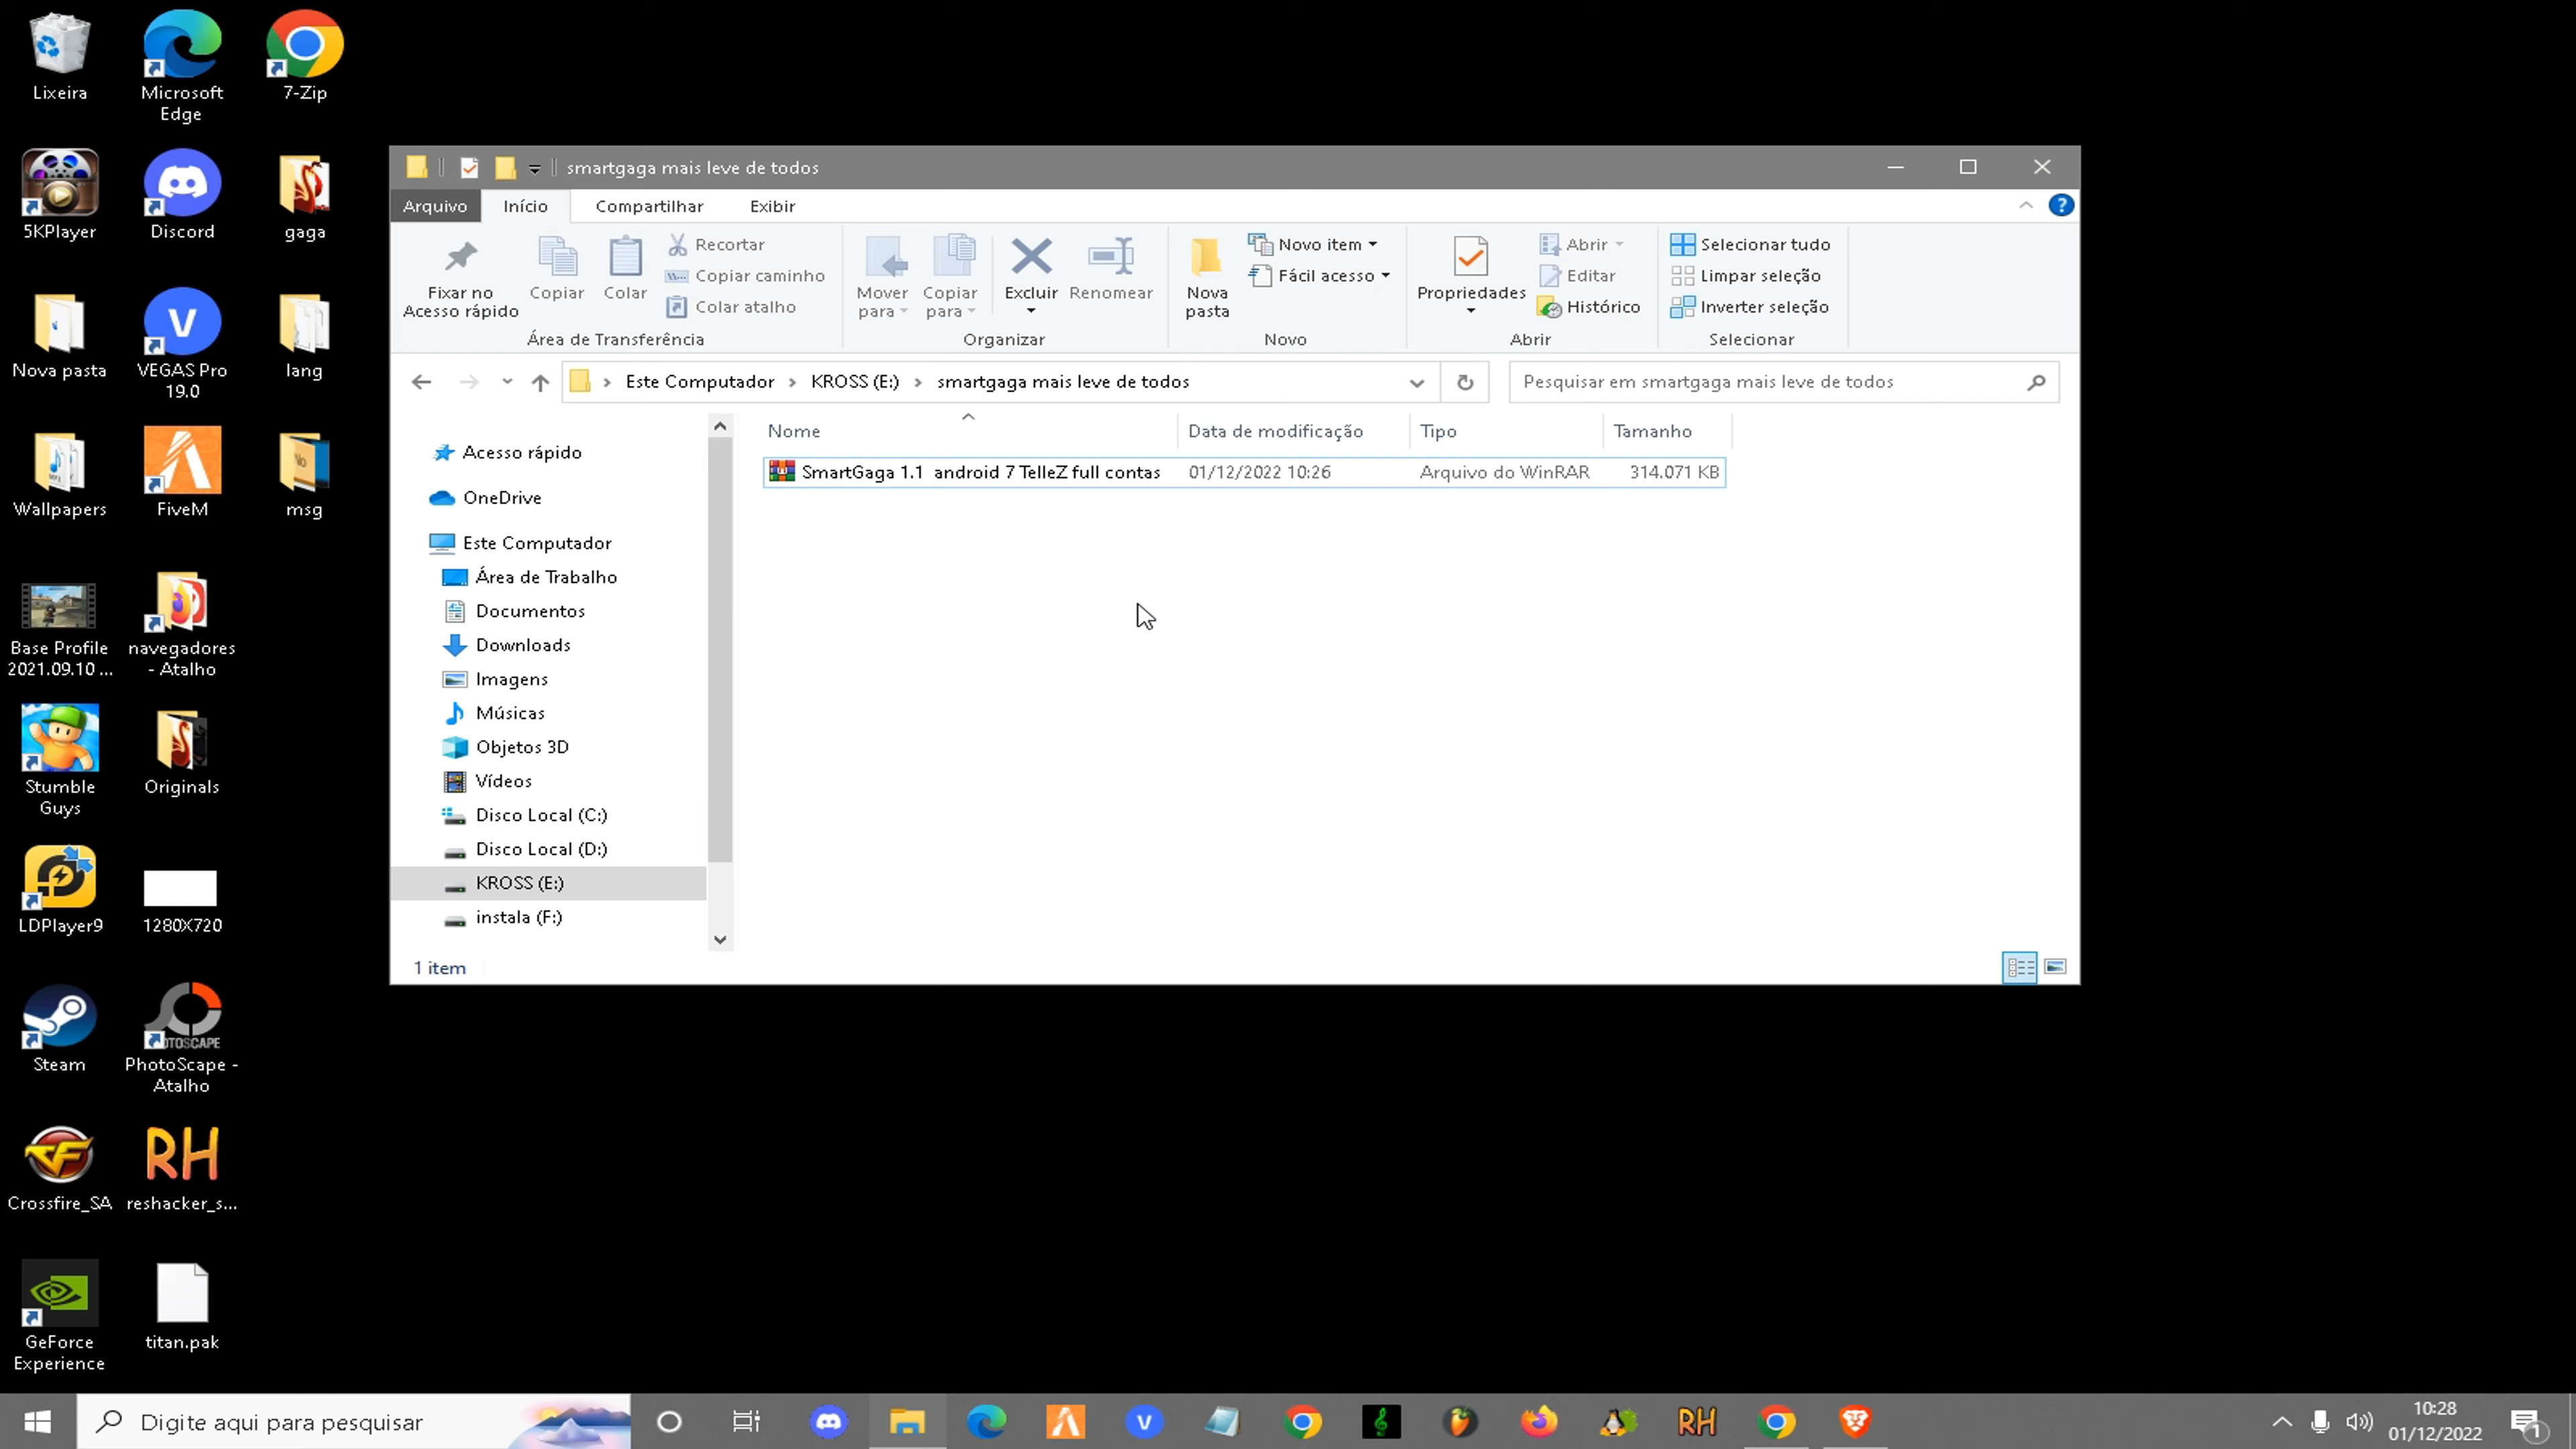 Lixeira
Microsoft
Edge
7-Zip
5KPlayer
Discord
gaga
Nova pasta
VEGAS Pro
19.0
lang
Wallpapers
FiveM
msg
Base Profile
2021.09.10 ...
navegadores
- Atalho
Stumble
Guys
Originals
LDPlayer9
1280X720
Steam
PhotoScape -
Atalho
Crossfire_SA
reshacker_s...
GeForce
Experience
titan.pak
smartgaga mais leve de todos
Arquivo
Início
Compartilhar
Exibir
Fixar no
Acesso rápido
Copiar
Colar
Recortar
Copiar caminho
Colar atalho
Área de Transferência
Mover
para
Copiar
para
Excluir
Renomear
Organizar
Nova
pasta
Novo item
Fácil acesso
Novo
Propriedades
Abrir
Editar
Histórico
Abrir
Selecionar tudo
Limpar seleção
Inverter seleção
Selecionar
Este Computador
KROSS (E:)
smartgaga mais leve de todos
Pesquisar em smartgaga mais leve de todos
Acesso rápido
OneDrive
Este Computador
Área de Trabalho
Documentos
Downloads
Imagens
Músicas
Objetos 3D
Vídeos
Disco Local (C:)
Disco Local (D:)
KROSS (E:)
instala (F:)
Nome
Data de modificação
Tipo
Tamanho
SmartGaga 1.1 android 7 TelleZ full contas
01/12/2022 10:26
Arquivo do WinRAR
314.071 KB
1 item
Digite aqui para pesquisar
RH
10:28
01/12/2022
1